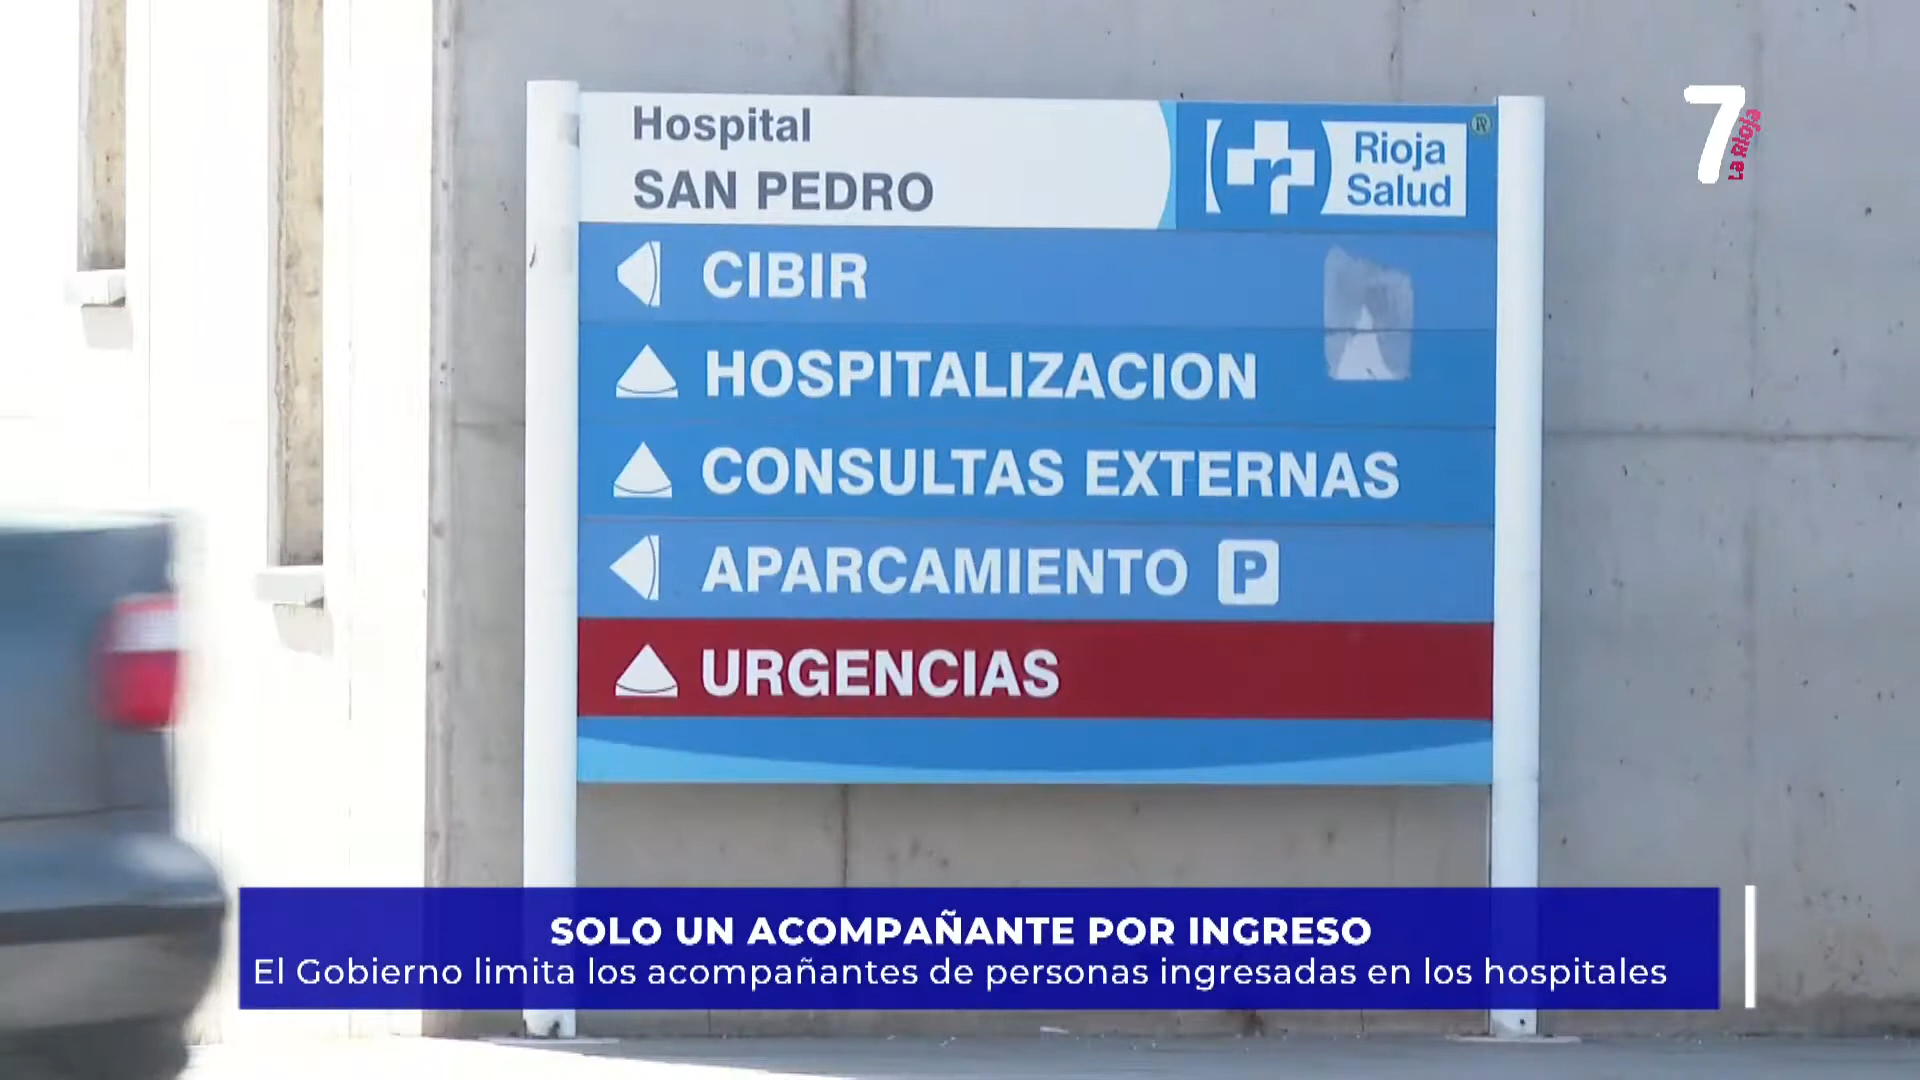 Hospital
SAN PEDRO
Rioja
Salud
7
La Rioja
CIBIR
HOSPITALIZACION
CONSULTAS EXTERNAS
APARCAMIENTO P
URGENCIAS
SOLO UN ACOMPAÑANTE POR INGRESO
El Gobierno limita los acompañantes de personas ingresadas en los hospitales